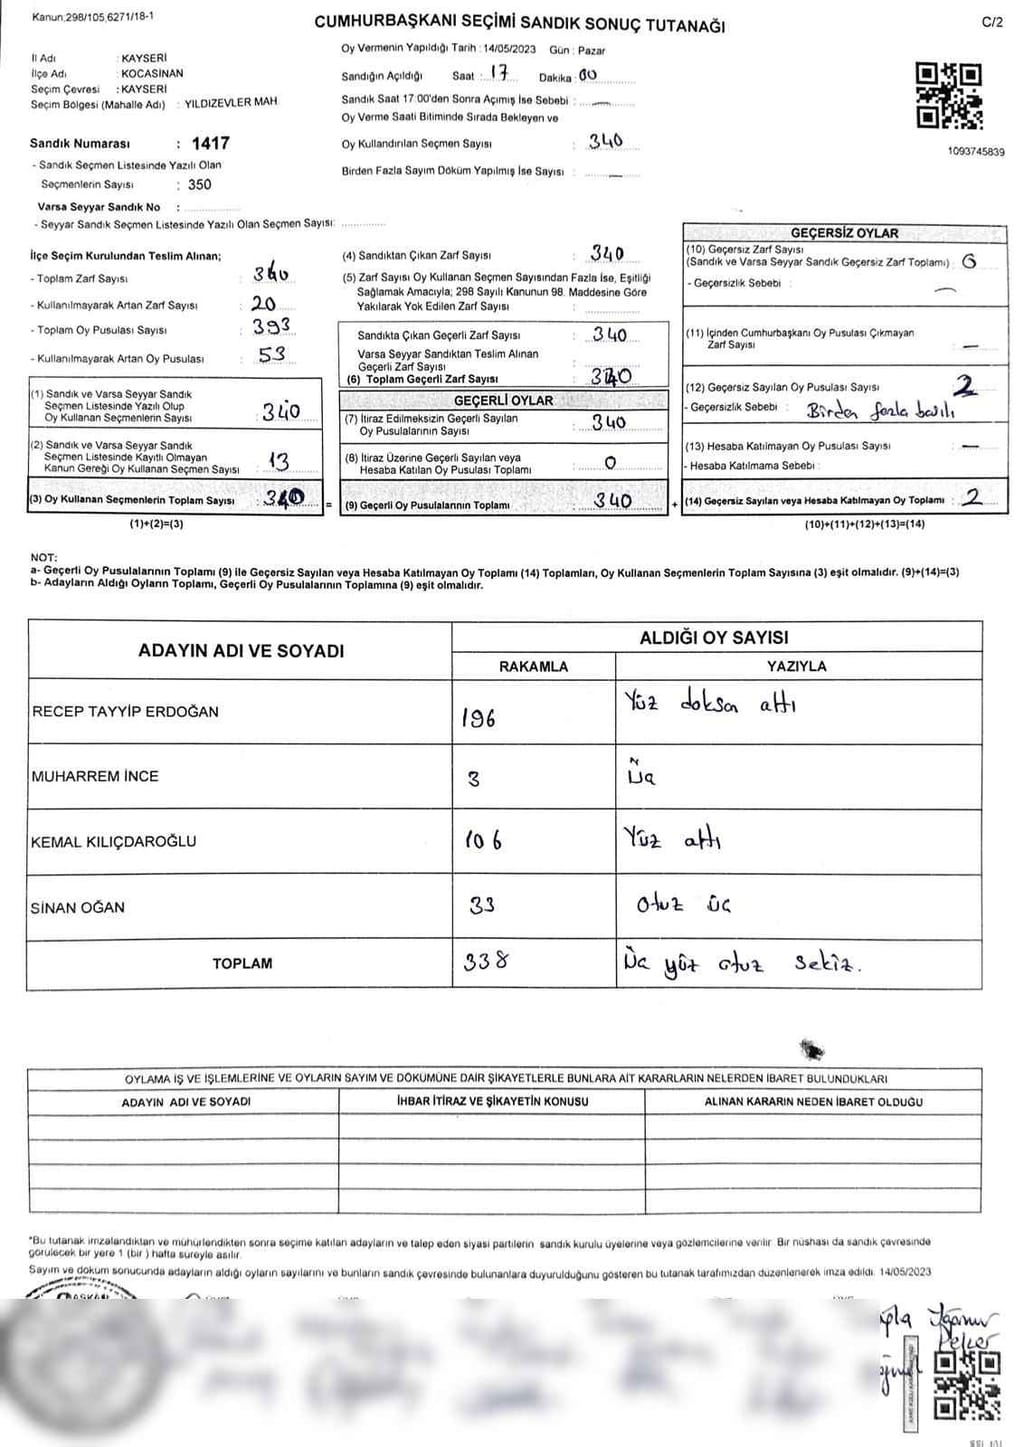 Kanun:298/105,6271/18-1
CUMHURBAŞKANI SEÇİMİ SANDIK SONUÇ TUTANAĞI
C/2
İl Adı : KAYSERİ
İlçe Adı : KOCASİNAN
Seçim Çevresi : KAYSERİ
Seçim Bölgesi (Mahalle Adı) : YILDIZEVLER MAH
Sandık Numarası : 1417
- Sandık Seçmen Listesinde Yazılı Olan
Seçmenlerin Sayısı : 350
Varsa Seyyar Sandık No :
- Seyyar Sandık Seçmen Listesinde Yazılı Olan Seçmen Sayısı:
Oy Vermenin Yapıldığı Tarih : 14/05/2023 Gün : Pazar
Sandığın Açıldığı Saat : 17 Dakika : 00
Sandık Saat 17:00'den Sonra Açımış İse Sebebi : —
Oy Verme Saati Bitiminde Sırada Bekleyen ve
Oy Kullandırılan Seçmen Sayısı : 340
Birden Fazla Sayım Döküm Yapılmış İse Sayısı : —
1093745839
İlçe Seçim Kurulundan Teslim Alınan;
- Toplam Zarf Sayısı : 360
- Kullanılmayarak Artan Zarf Sayısı : 20
- Toplam Oy Pusulası Sayısı : 393
- Kullanılmayarak Artan Oy Pusulası : 53
(1) Sandık ve Varsa Seyyar Sandık
Seçmen Listesinde Yazılı Olup
Oy Kullanan Seçmenlerin Sayısı : 340
(2) Sandık ve Varsa Seyyar Sandık
Seçmen Listesinde Kayıtlı Olmayan
Kanun Gereği Oy Kullanan Seçmen Sayısı : 13
(3) Oy Kullanan Seçmenlerin Toplam Sayısı : 340
(1)+(2)=(3)
(4) Sandıktan Çıkan Zarf Sayısı : 340
(5) Zarf Sayısı Oy Kullanan Seçmen Sayısından Fazla İse, Eşitliği
Sağlamak Amacıyla; 298 Sayılı Kanunun 98. Maddesine Göre
Yakılarak Yok Edilen Zarf Sayısı :
Sandıkta Çıkan Geçerli Zarf Sayısı : 340
Varsa Seyyar Sandıktan Teslim Alınan
Geçerli Zarf Sayısı :
(6) Toplam Geçerli Zarf Sayısı : 340
GEÇERLİ OYLAR
(7) İtiraz Edilmeksizin Geçerli Sayılan
Oy Pusulalarının Sayısı : 340
(8) İtiraz Üzerine Geçerli Sayılan veya
Hesaba Katılan Oy Pusulası Toplamı : 0
= (9) Geçerli Oy Pusulalarının Toplamı : 340 +
GEÇERSİZ OYLAR
(10) Geçersiz Zarf Sayısı
(Sandık ve Varsa Seyyar Sandık Geçersiz Zarf Toplamı) :
- Geçersizlik Sebebi : —
(11) İçinden Cumhurbaşkanı Oy Pusulası Çıkmayan
Zarf Sayısı : —
(12) Geçersiz Sayılan Oy Pusulası Sayısı : 2
- Geçersizlik Sebebi : Birden fazla basılı
(13) Hesaba Katılmayan Oy Pusulası Sayısı : —
- Hesaba Katılmama Sebebi :
(14) Geçersiz Sayılan veya Hesaba Katılmayan Oy Toplamı : 2
(10)+(11)+(12)+(13)=(14)
NOT:
a- Geçerli Oy Pusulalarının Toplamı (9) ile Geçersiz Sayılan veya Hesaba Katılmayan Oy Toplamı (14) Toplamları, Oy Kullanan Seçmenlerin Toplam Sayısına (3) eşit olmalıdır. (9)+(14)=(3)
b- Adayların Aldığı Oyların Toplamı, Geçerli Oy Pusulalarının Toplamına (9) eşit olmalıdır.
ADAYIN ADI VE SOYADI
ALDIĞI OY SAYISI
RAKAMLA YAZIYLA
RECEP TAYYİP ERDOĞAN 196 Yüz doksan altı
MUHARREM İNCE 3 Üç
KEMAL KILIÇDAROĞLU 106 Yüz altı
SİNAN OĞAN 33 otuz üç
TOPLAM 338 Üç yüz otuz sekiz.
OYLAMA İŞ VE İŞLEMLERİNE VE OYLARIN SAYIM VE DÖKÜMÜNE DAİR ŞİKAYETLERLE BUNLARA AİT KARARLARIN NELERDEN İBARET BULUNDUKLARI
ADAYIN ADI VE SOYADI İHBAR İTİRAZ VE ŞİKAYETİN KONUSU ALINAN KARARIN NEDEN İBARET OLDUĞU
*Bu tutanak imzalandıktan ve mühürlendikten sonra seçime katılan adayların ve talep eden siyasi partilerin sandık kurulu üyelerine veya gözlemcilerine verilir. Bir nüshası da sandık çevresinde
görülecek bir yere 1 (bir ) hafta süreyle asılır.
Sayım ve döküm sonucunda adayların aldığı oyların sayılarını ve bunların sandık çevresinde bulunanlara duyurulduğunu gösteren bu tutanak tarafımızdan düzenlenerek imza edildi. 14/05/2023